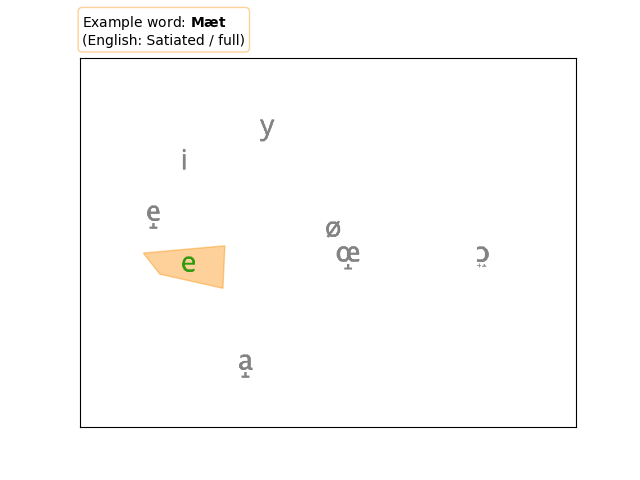 Example word: Mæt
(English: Satiated / full)
y
i
e̝
ø
œ̝
ɔ̟̝
e
a̝